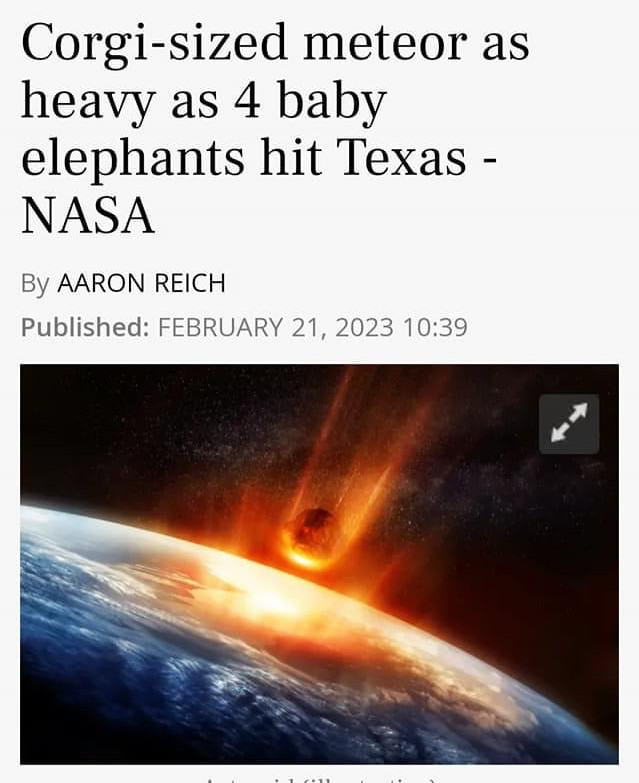 Corgi-sized meteor as
heavy as 4 baby
elephants hit Texas -
NASA
By AARON REICH
Published: FEBRUARY 21, 2023 10:39